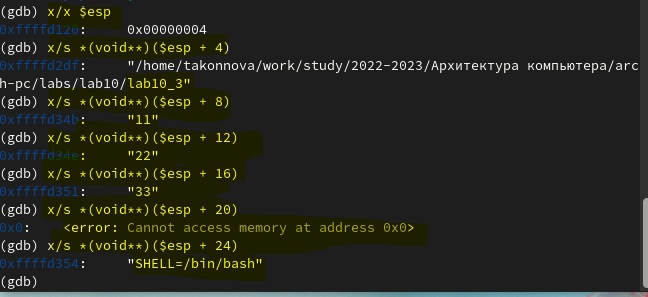 (gdb) x/x $esp
0xffffd120:     0x00000004
(gdb) x/s *(void**)($esp + 4)
0xffffd2df:     "/home/takonnova/work/study/2022-2023/Архитектура компьютера/arc
h-pc/labs/lab10/lab10_3"
(gdb) x/s *(void**)($esp + 8)
0xffffd34b:     "11"
(gdb) x/s *(void**)($esp + 12)
0xffffd34e:     "22"
(gdb) x/s *(void**)($esp + 16)
0xffffd351:     "33"
(gdb) x/s *(void**)($esp + 20)
0x0:    <error: Cannot access memory at address 0x0>
(gdb) x/s *(void**)($esp + 24)
0xffffd354:     "SHELL=/bin/bash"
(gdb)